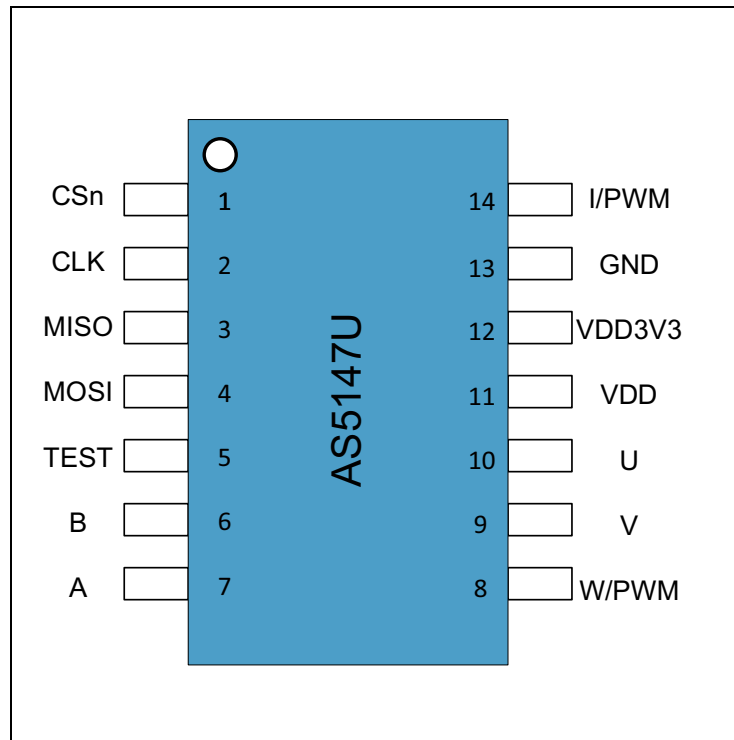 CSn 1 14 I/PWM
CLK 2 13 GND
MISO 3 12 VDD3V3
MOSI 4 11 VDD
TEST 5 10 U
B 6 9 V
A 7 8 W/PWM
AS5147U